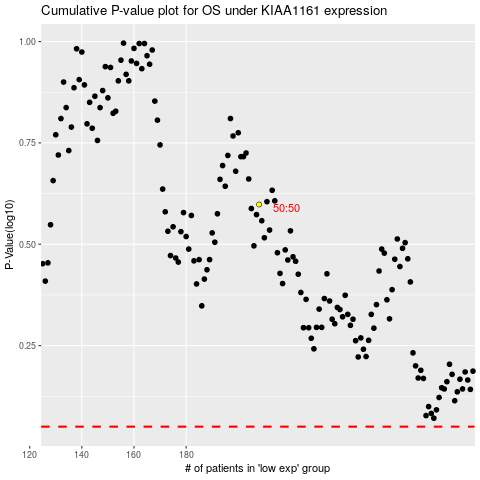 Cumulative P-value plot for OS under KIAA1161 expression
1.00
0.75
0.50
0.25
P-Value(log10)
50:50
120 140 160 180
# of patients in 'low exp' group